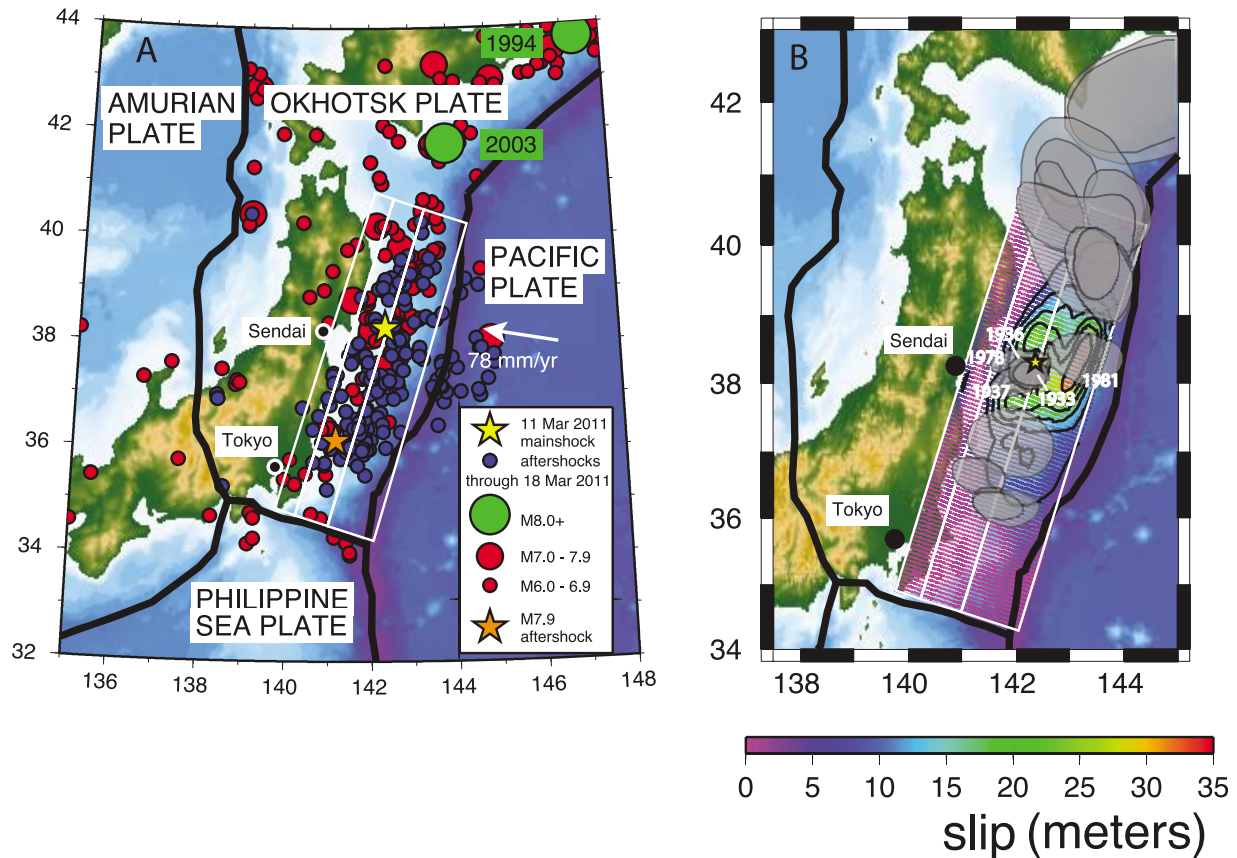 A
1994
AMURIAN
PLATE
OKHOTSK PLATE
2003
PACIFIC
PLATE
Sendai
78 mm/yr
Tokyo
PHILIPPINE
SEA PLATE
11 Mar 2011
mainshock
aftershocks
through 18 Mar 2011
M8.0+
M7.0 - 7.9
M6.0 - 6.9
M7.9
aftershock
44
42
40
38
36
34
32
136 138 140 142 144 146 148
B
Sendai
1936
1978
1937
1933
1981
Tokyo
42
40
38
36
34
138 140 142 144
0 5 10 15 20 25 30 35
slip (meters)